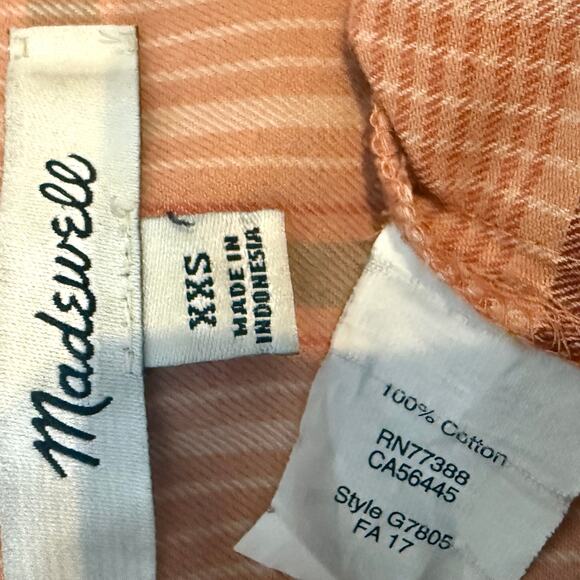 Madewell
XXS
MADE IN
INDONESIA
100% Cotton
RN77388
CA56445
Style G7805
FA 17